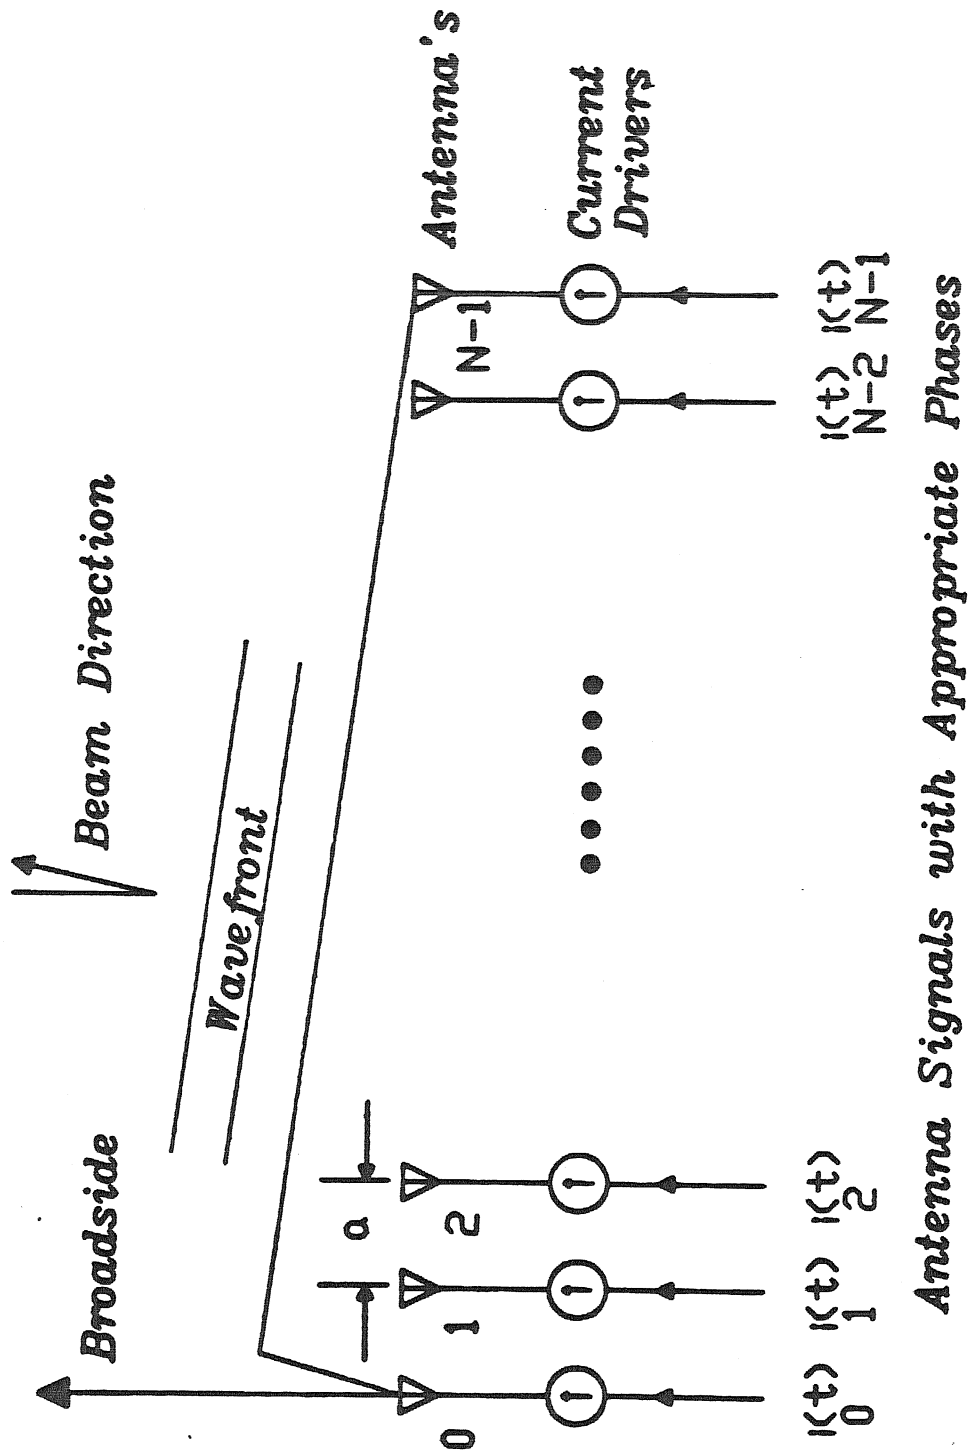 Broadside
Beam Direction
Wavefront
a
Antenna's
0
1
2
N-1
Current
Drivers
I(t)
0
I(t)
1
I(t)
2
I(t)
N-2
I(t)
N-1
Antenna Signals with Appropriate Phases